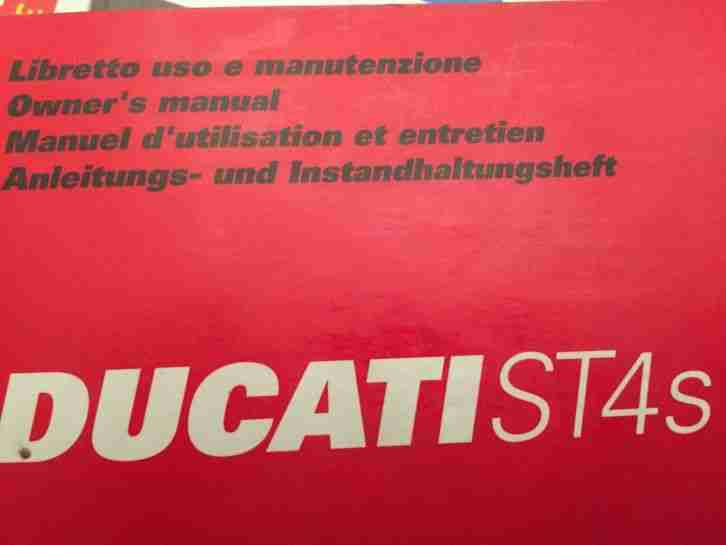 Libretto uso e manutenzione
Owner's manual
Manuel d'utilisation et entretien
Anleitungs- und Instandhaltungsheft
DUCATI ST4s